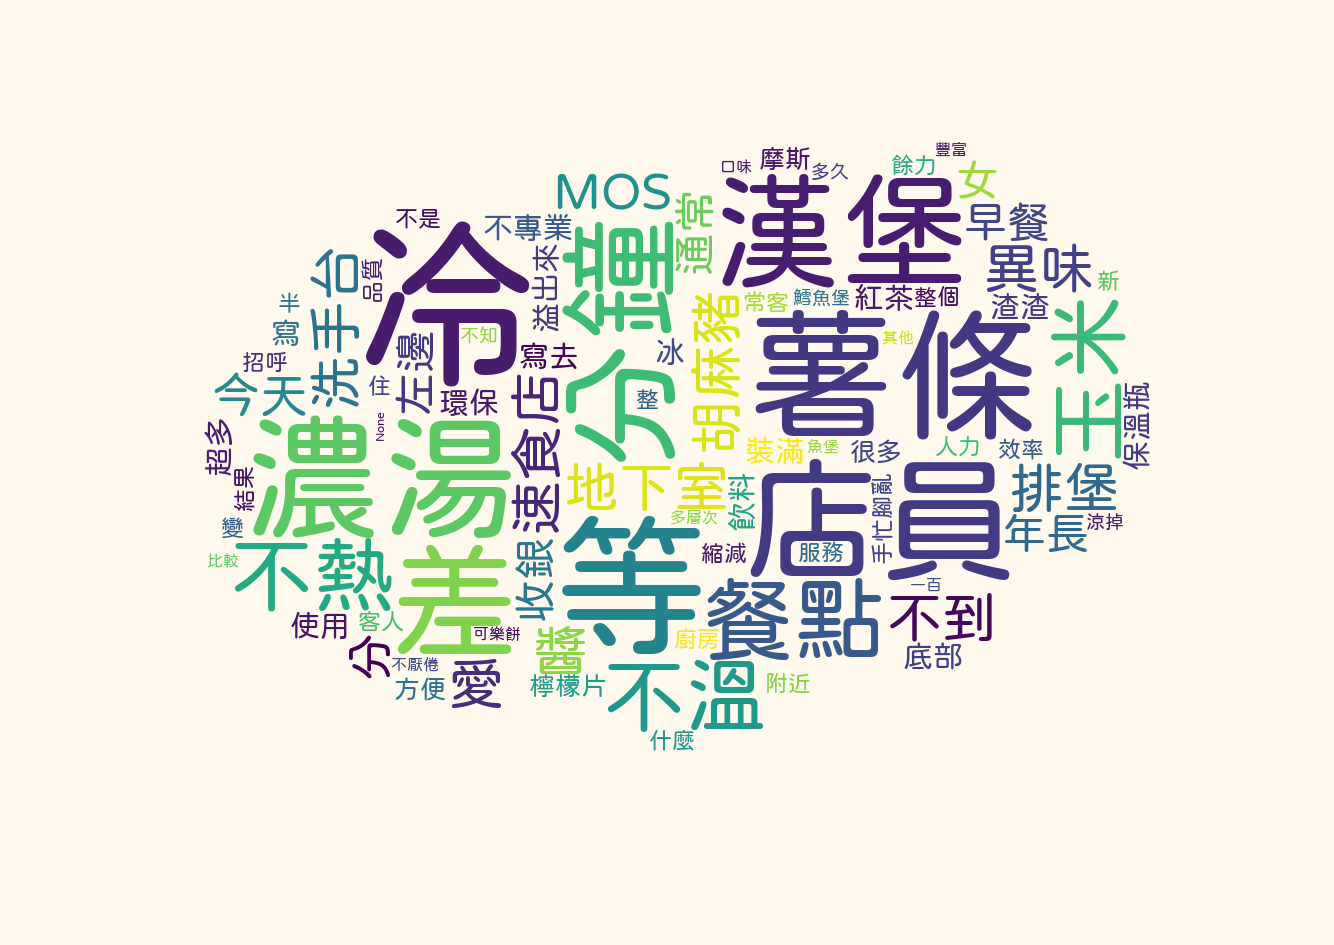 豐富
口味
摩斯
多久
餘力
女
MOS
通常
漢堡
早餐
不是
不專業
溢出來
分鐘
異味
新
洗手台
品質
冷
不知
半
寫
寫去
招呼
今天
左邊
環保
住
冰
整
胡麻豬
常客
鱈魚堡
紅茶
整個
渣渣
薯條
其他
玉米
保溫瓶
速食店
None
超多
結果
濃湯
裝滿
魚堡
很多
人力
效率
排堡
地下室
飲料
店員
手忙腳亂
年長
涼掉
變
比較
不熱
差
收銀
等
多層次
縮減
服務
一百
餐點
不到
使用
客人
可樂餅
分
不厭倦
方便
愛
醬
廚房
底部
檸檬片
不溫
附近
什麼